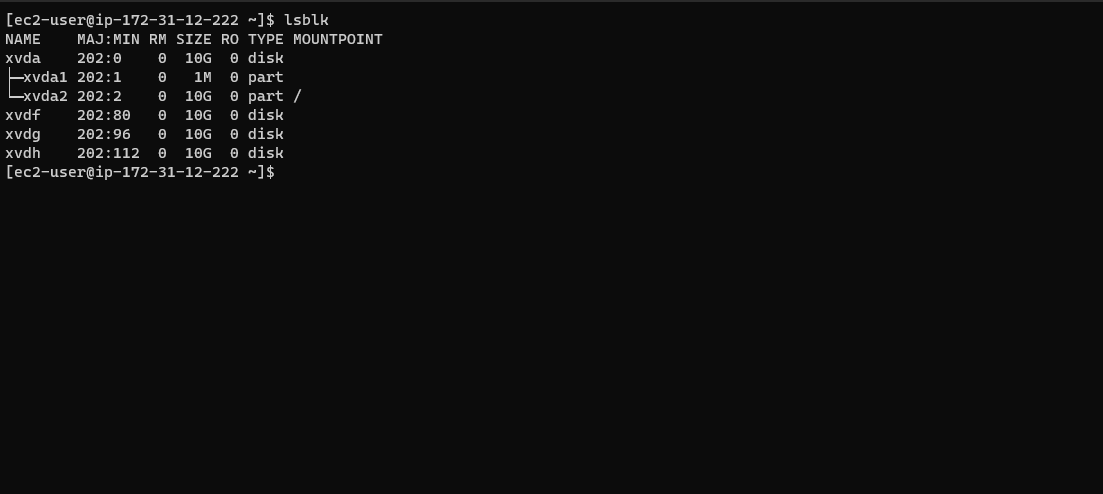 [ec2-user@ip-172-31-12-222 ~]$ lsblk
NAME    MAJ:MIN RM SIZE RO TYPE MOUNTPOINT
xvda    202:0    0  10G  0 disk
├─xvda1 202:1    0   1M  0 part
└─xvda2 202:2    0  10G  0 part /
xvdf    202:80   0  10G  0 disk
xvdg    202:96   0  10G  0 disk
xvdh    202:112  0  10G  0 disk
[ec2-user@ip-172-31-12-222 ~]$